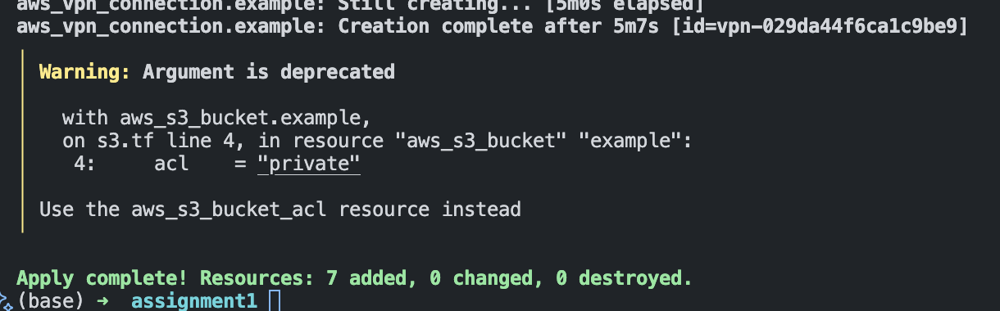 aws_vpn_connection.example: Still creating... [5m0s elapsed]
aws_vpn_connection.example: Creation complete after 5m7s [id=vpn-029da44f6ca1c9be9]
Warning: Argument is deprecated
with aws_s3_bucket.example,
on s3.tf line 4, in resource "aws_s3_bucket" "example":
4:     acl    = "private"
Use the aws_s3_bucket_acl resource instead
Apply complete! Resources: 7 added, 0 changed, 0 destroyed.
(base) ➜  assignment1